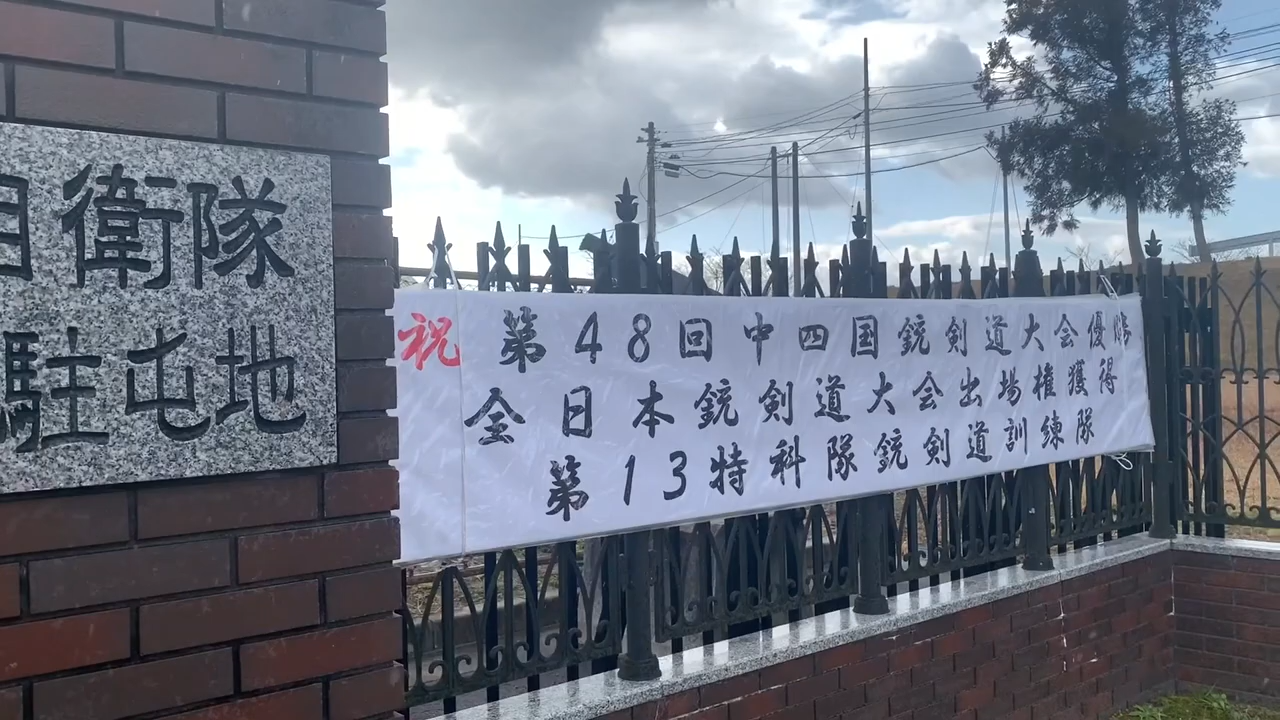 自衛隊
駐屯地
祝 第48回中四国銃剣道大会優勝
全日本銃剣道大会出場権獲得
第13特科隊銃剣道訓練隊